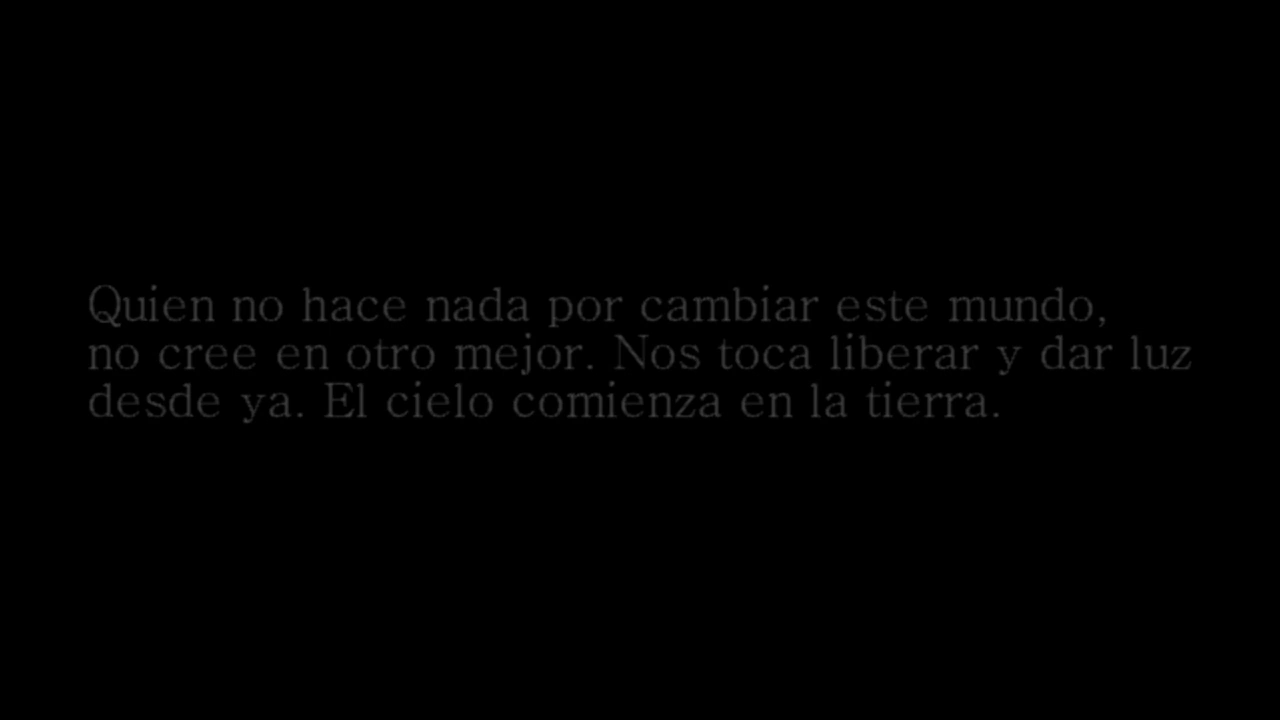 Quien no hace nada por cambiar este mundo,
no cree en otro mejor. Nos toca liberar y dar luz
desde ya. El cielo comienza en la tierra.